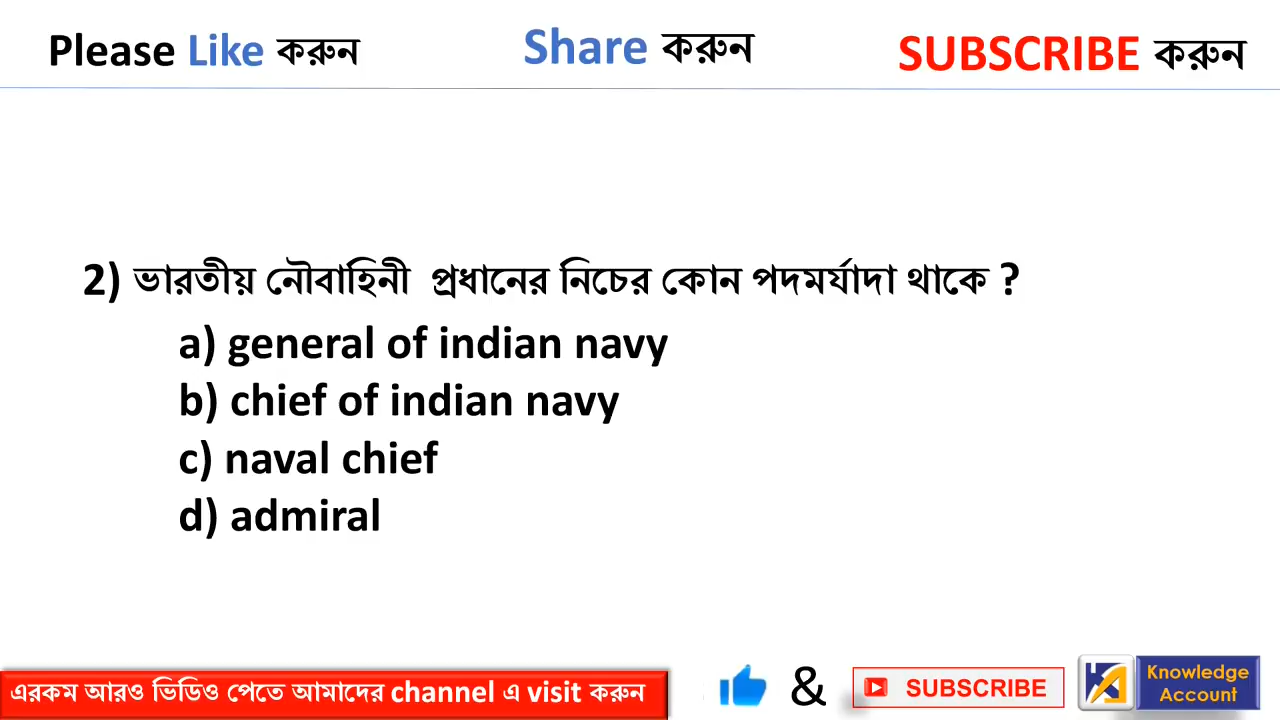 Please Like করুন
Share করুন
SUBSCRIBE করুন
2) ভারতীয় নৌবাহিনী প্রধানের নিচের কোন পদমর্যাদা থাকে ?
a) general of indian navy
b) chief of indian navy
c) naval chief
d) admiral
এরকম আরও ভিডিও পেতে আমাদের channel এ visit করুন
&
SUBSCRIBE
Knowledge
Account